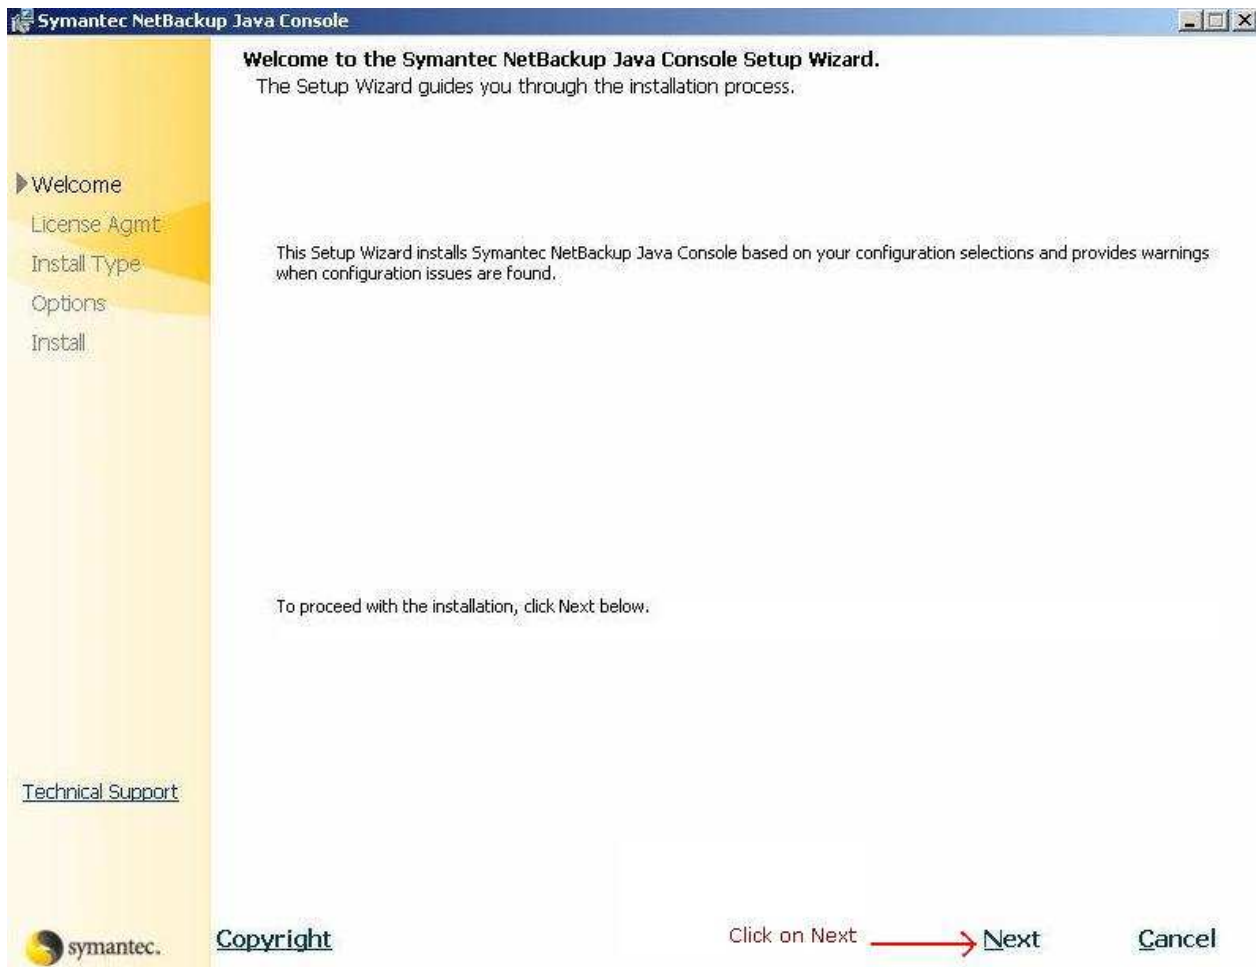 Symantec NetBackup Java Console
Welcome to the Symantec NetBackup Java Console Setup Wizard.
The Setup Wizard guides you through the installation process.
Welcome
License Agmt
Install Type
Options
Install
This Setup Wizard installs Symantec NetBackup Java Console based on your configuration selections and provides warnings
when configuration issues are found.
To proceed with the installation, click Next below.
Technical Support
symantec.
Copyright
Click on Next
Next
Cancel